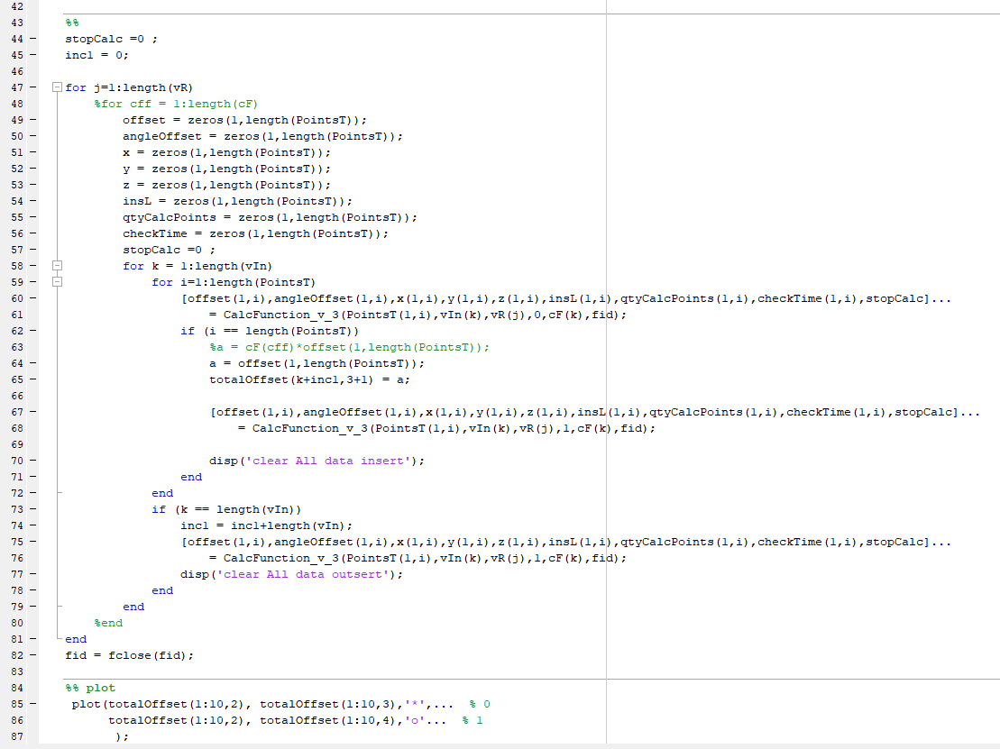 42
43 %%
44 – stopCalc =0 ;
45 – inc1 = 0;
46
47 – for j=1:length(vR)
48 %for cff = 1:length(cF)
49 – offset = zeros(1,length(PointsT));
50 – angleOffset = zeros(1,length(PointsT));
51 – x = zeros(1,length(PointsT));
52 – y = zeros(1,length(PointsT));
53 – z = zeros(1,length(PointsT));
54 – insL = zeros(1,length(PointsT));
55 – qtyCalcPoints = zeros(1,length(PointsT));
56 – checkTime = zeros(1,length(PointsT));
57 – stopCalc =0 ;
58 – for k = 1:length(vIn)
59 – for i=1:length(PointsT)
60 – [offset(1,i),angleOffset(1,i),x(1,i),y(1,i),z(1,i),insL(1,i),qtyCalcPoints(1,i),checkTime(1,i),stopCalc]...
61 = CalcFunction_v_3(PointsT(1,i),vIn(k),vR(j),0,cF(k),fid);
62 – if (i == length(PointsT))
63 %a = cF(cff)*offset(1,length(PointsT));
64 – a = offset(1,length(PointsT));
65 – totalOffset(k+inc1,3+1) = a;
66
67 – [offset(1,i),angleOffset(1,i),x(1,i),y(1,i),z(1,i),insL(1,i),qtyCalcPoints(1,i),checkTime(1,i),stopCalc]...
68 = CalcFunction_v_3(PointsT(1,i),vIn(k),vR(j),1,cF(k),fid);
69
70 – disp('clear All data insert');
71 – end
72 – end
73 – if (k == length(vIn))
74 – inc1 = inc1+length(vIn);
75 – [offset(1,i),angleOffset(1,i),x(1,i),y(1,i),z(1,i),insL(1,i),qtyCalcPoints(1,i),checkTime(1,i),stopCalc]...
76 = CalcFunction_v_3(PointsT(1,i),vIn(k),vR(j),1,cF(k),fid);
77 – disp('clear All data outsert');
78 – end
79 – end
80 %end
81 – end
82 – fid = fclose(fid);
83
84 %% plot
85 – plot(totalOffset(1:10,2), totalOffset(1:10,3),'*',... % 0
86 totalOffset(1:10,2), totalOffset(1:10,4),'o'... % 1
87 );